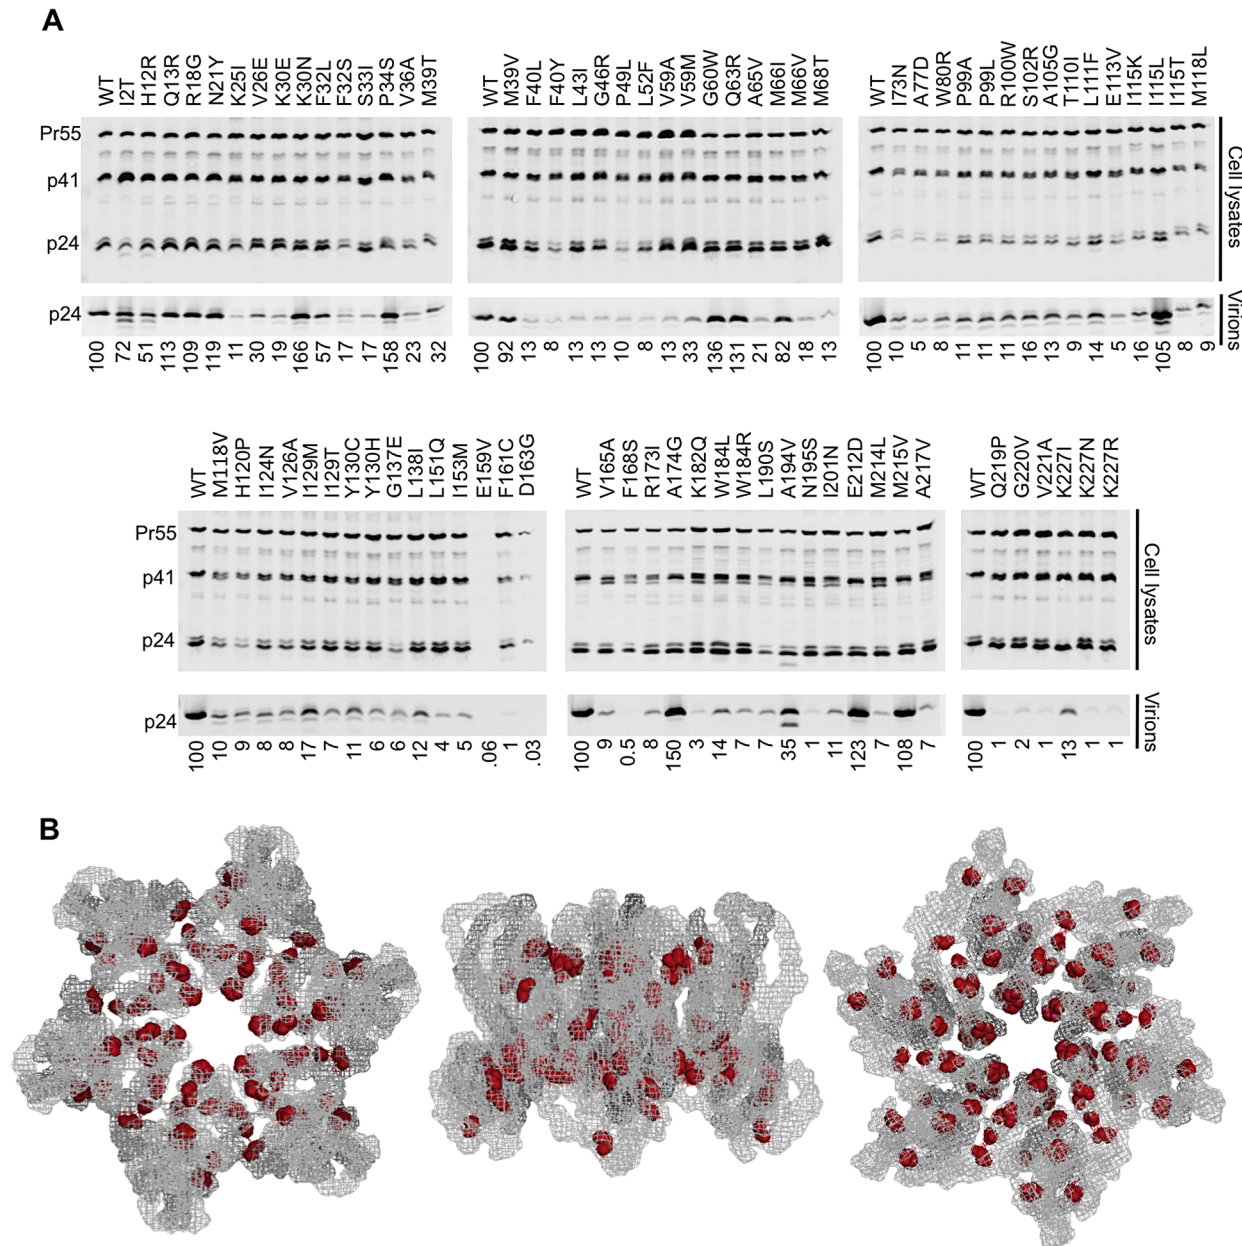 A
WT I2T H12R Q13R R18G N21Y K25I V26E K30E K30N F32L F32S S33I P34S V36A M39T
WT M39V F40L F40Y L43I G46R P49L L52F V59A V59M G60W Q63R A65V M66I M66V M68T
WT I73N A77D W80R P99A P99L R100W S102R A105G T110I L111F E113V I115K I115L I115T M118L
Pr55
p41
p24
Cell lysates
p24
Virions
100 72 51 113 109 119 11 30 19 166 57 17 17 158 23 32
100 92 13 8 13 13 10 8 13 33 136 131 21 82 18 13
100 10 5 8 11 11 11 16 13 9 14 5 16 105 8 9
WT M118V H120P I124N V126A I129M I129T Y130C Y130H G137E L138I L151Q I153M E159V F161C D163G
WT V165A F168S R173I A174G K182Q W184L W184R L190S A194V N195S I201N E212D M214L M215V A217V
WT Q219P G220V V221A K227I K227N K227R
Pr55
p41
p24
Cell lysates
p24
Virions
100 10 9 8 8 17 7 11 6 6 12 4 5 .06 1 .03
100 9 0.5 8 150 3 14 7 7 35 1 11 123 7 108 7
100 1 2 1 13 1 1
B